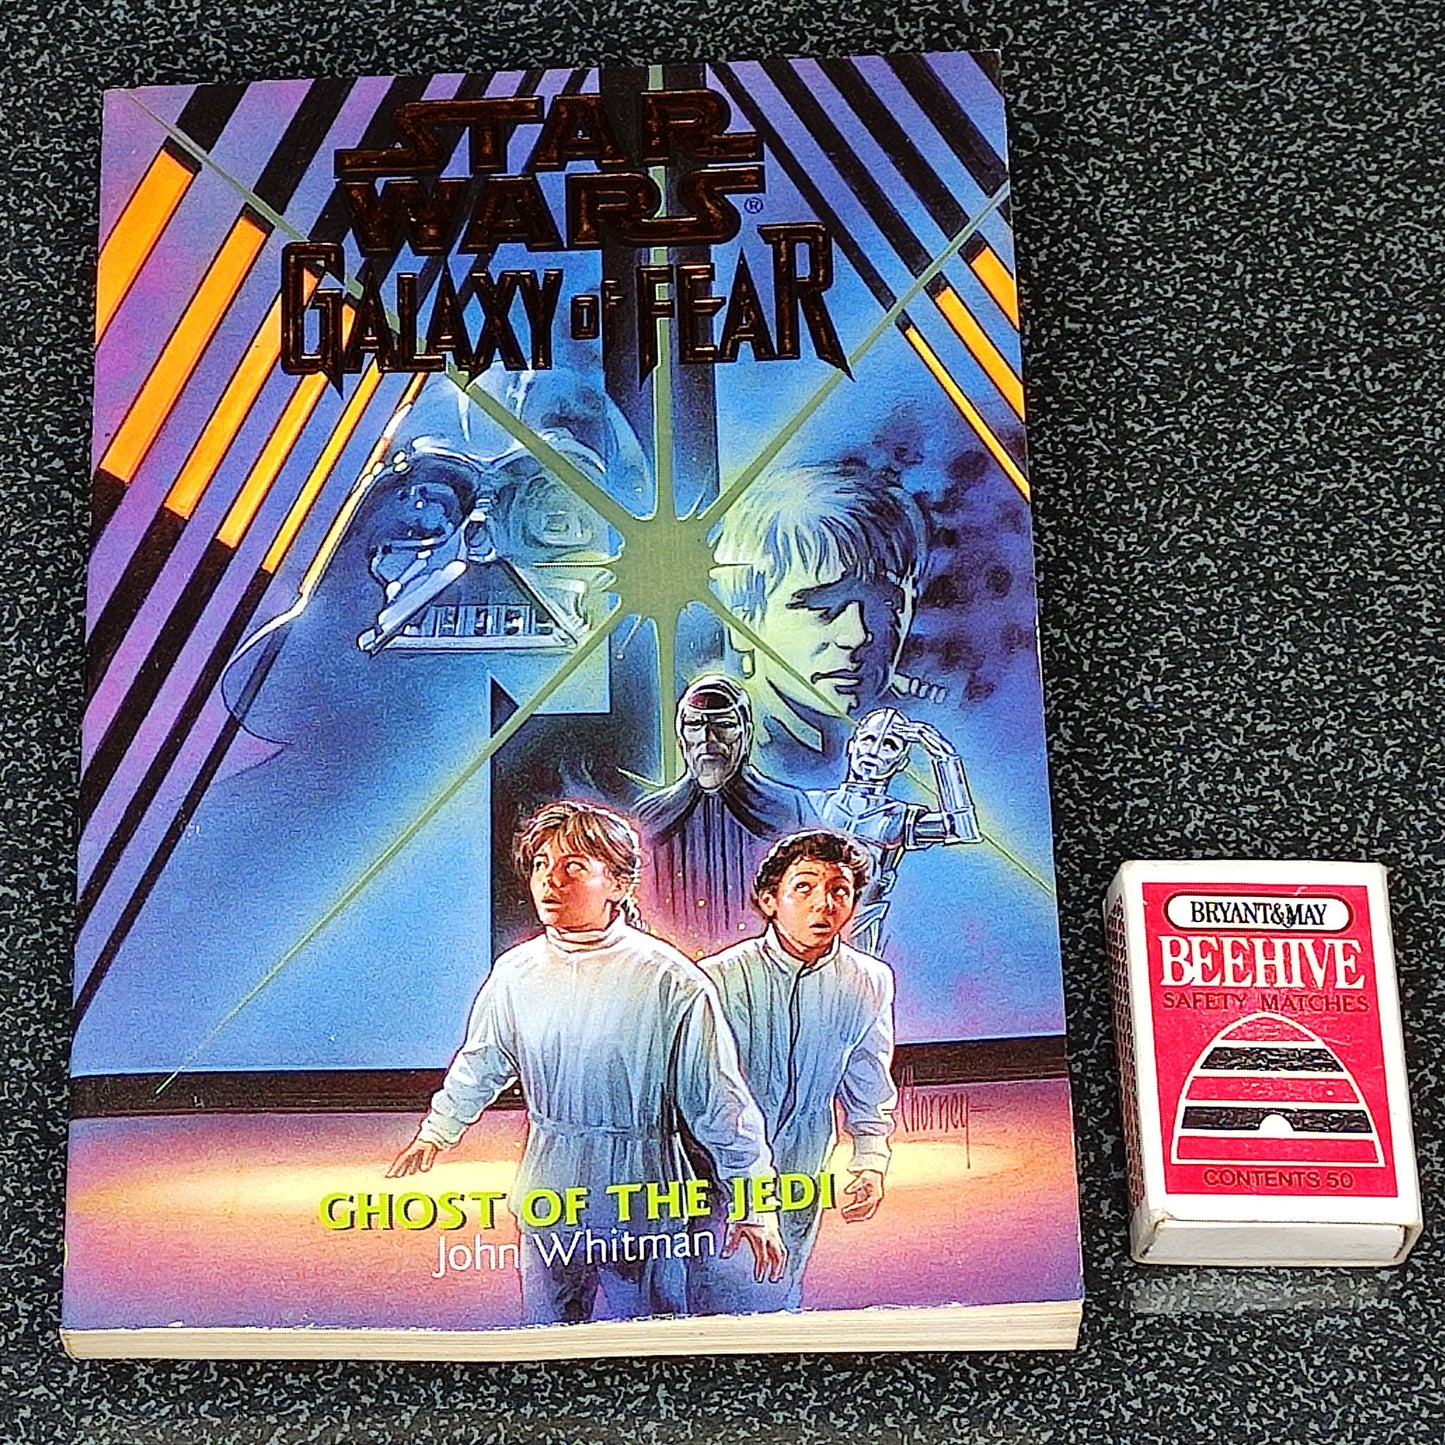 STAR
WARS®
GALAXY OF FEAR
Chorney
GHOST OF THE JEDI
John Whitman
BRYANT&MAY
BEEHIVE
SAFETY MATCHES
CONTENTS 50